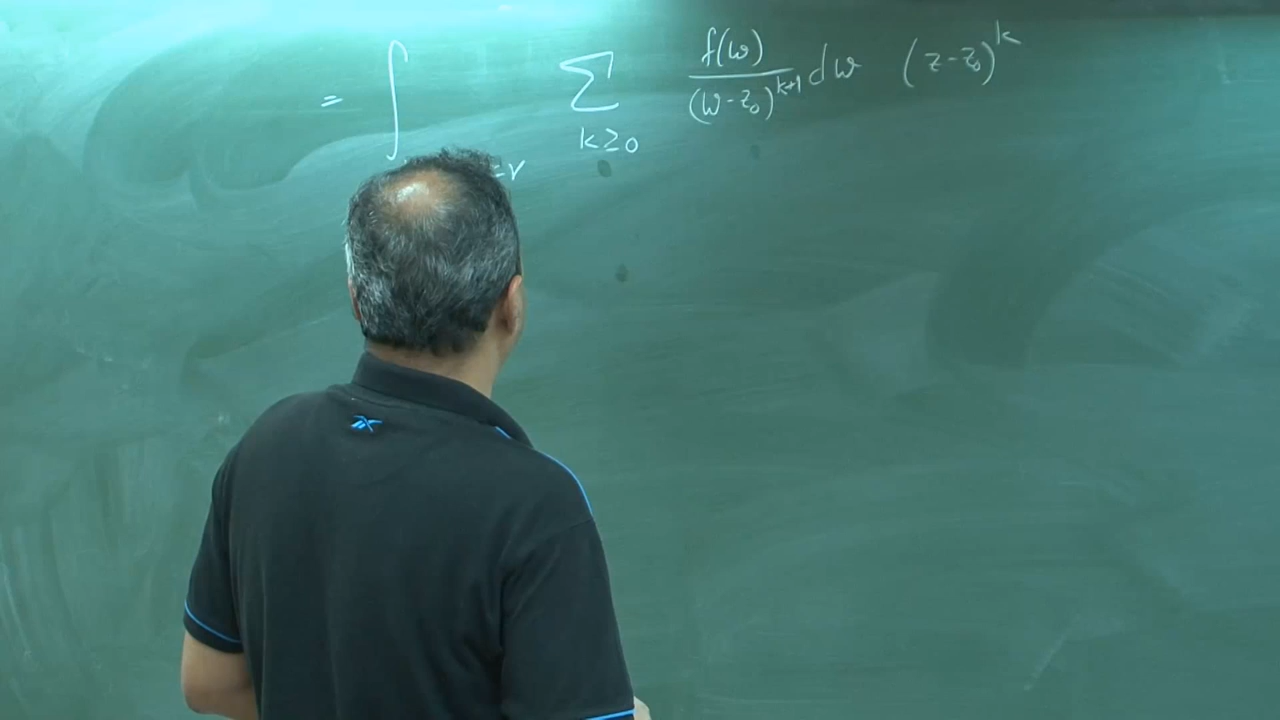 = ∫ Σ f(w)/(w-z₀)^{k+1} dw (z-z₀)^k
k≥0
=r